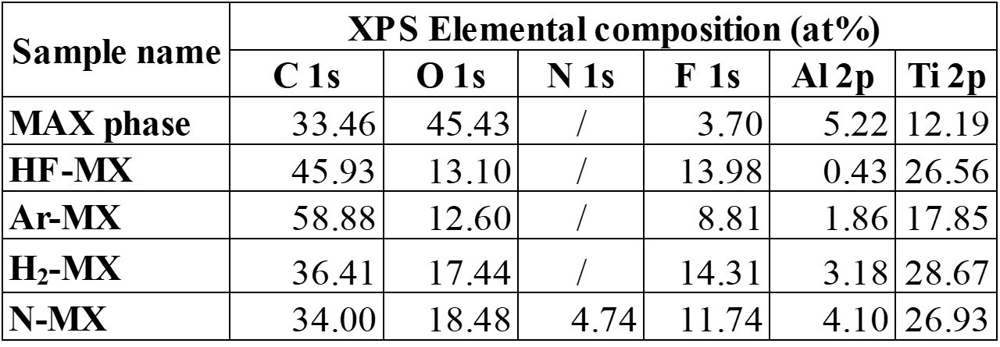 Sample name XPS Elemental composition (at%)
C 1s O 1s N 1s F 1s Al 2p Ti 2p
MAX phase 33.46 45.43 / 3.70 5.22 12.19
HF-MX 45.93 13.10 / 13.98 0.43 26.56
Ar-MX 58.88 12.60 / 8.81 1.86 17.85
H₂-MX 36.41 17.44 / 14.31 3.18 28.67
N-MX 34.00 18.48 4.74 11.74 4.10 26.93